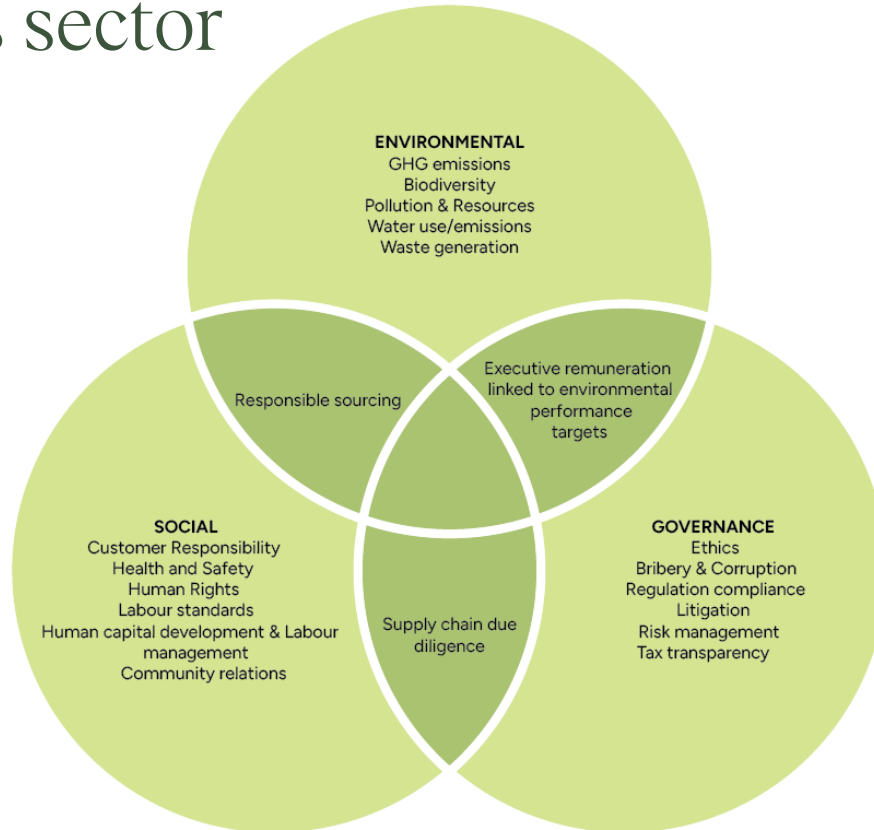 sector
ENVIRONMENTAL
GHG emissions
Biodiversity
Pollution & Resources
Water use/emissions
Waste generation
Responsible sourcing
Executive remuneration
linked to environmental
performance
targets
SOCIAL
Customer Responsibility
Health and Safety
Human Rights
Labour standards
Human capital development & Labour
management
Community relations
Supply chain due
diligence
GOVERNANCE
Ethics
Bribery & Corruption
Regulation compliance
Litigation
Risk management
Tax transparency